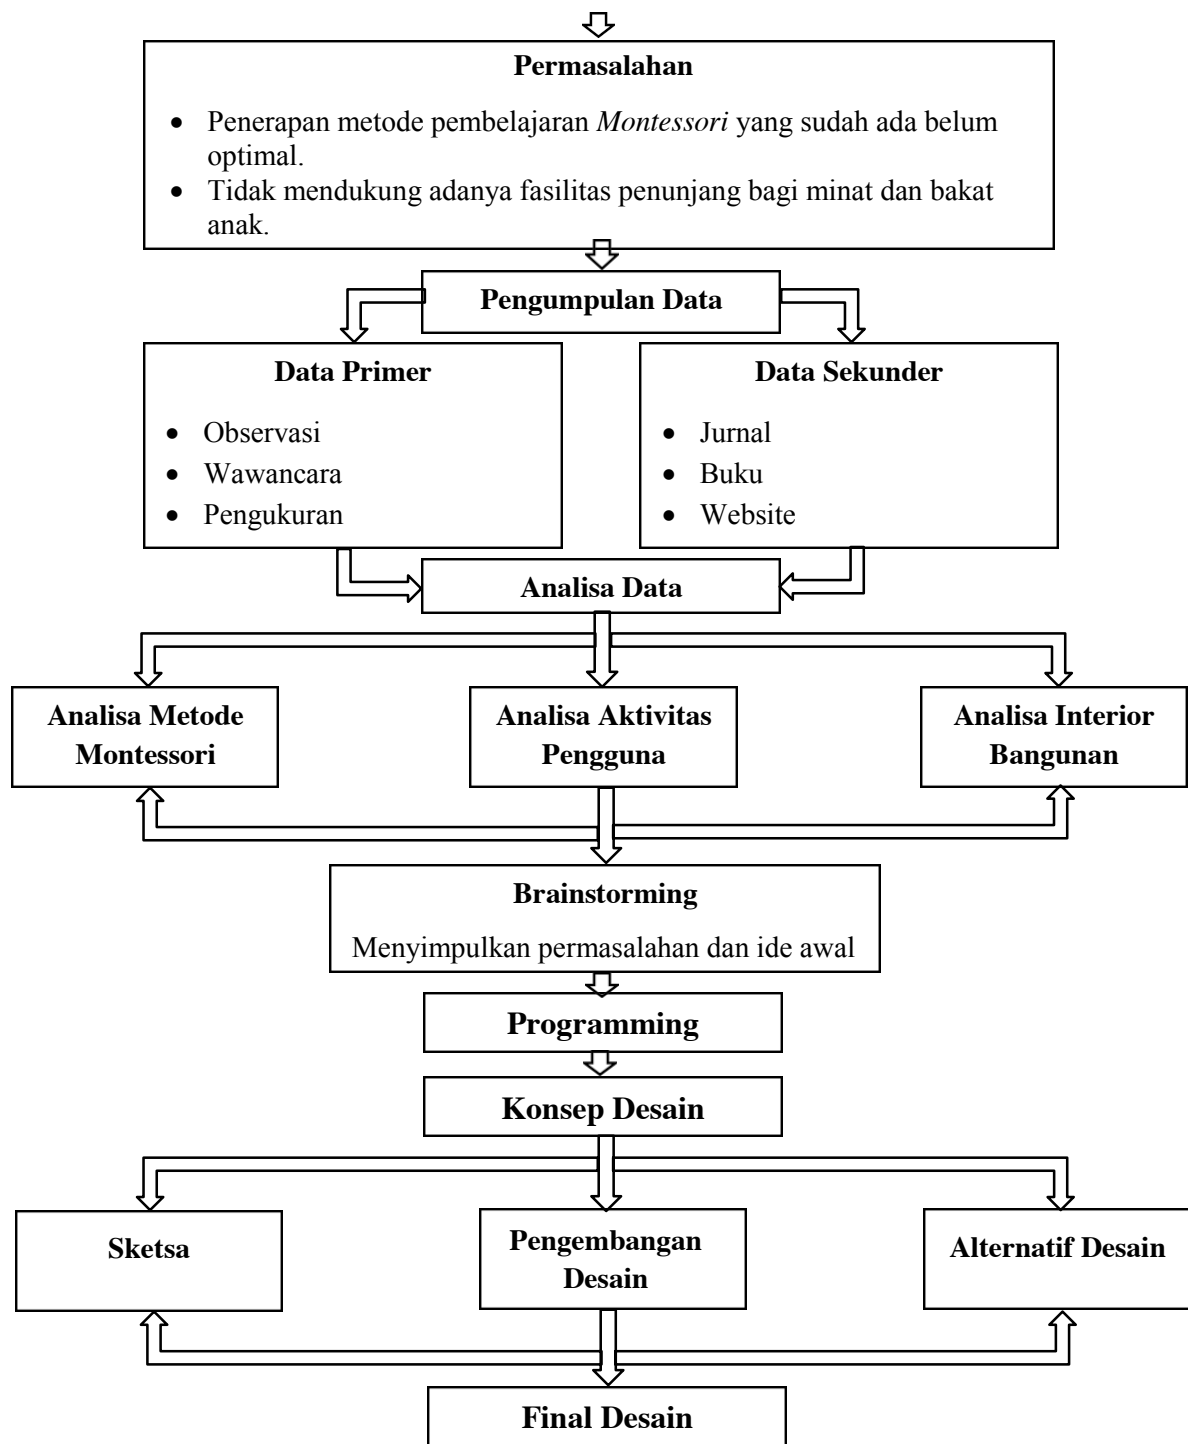 Permasalahan
• Penerapan metode pembelajaran Montessori yang sudah ada belum
optimal.
• Tidak mendukung adanya fasilitas penunjang bagi minat dan bakat
anak.
Pengumpulan Data
Data Primer
• Observasi
• Wawancara
• Pengukuran
Data Sekunder
• Jurnal
• Buku
• Website
Analisa Data
Analisa Metode
Montessori
Analisa Aktivitas
Pengguna
Analisa Interior
Bangunan
Brainstorming
Menyimpulkan permasalahan dan ide awal
Programming
Konsep Desain
Sketsa
Pengembangan
Desain
Alternatif Desain
Final Desain